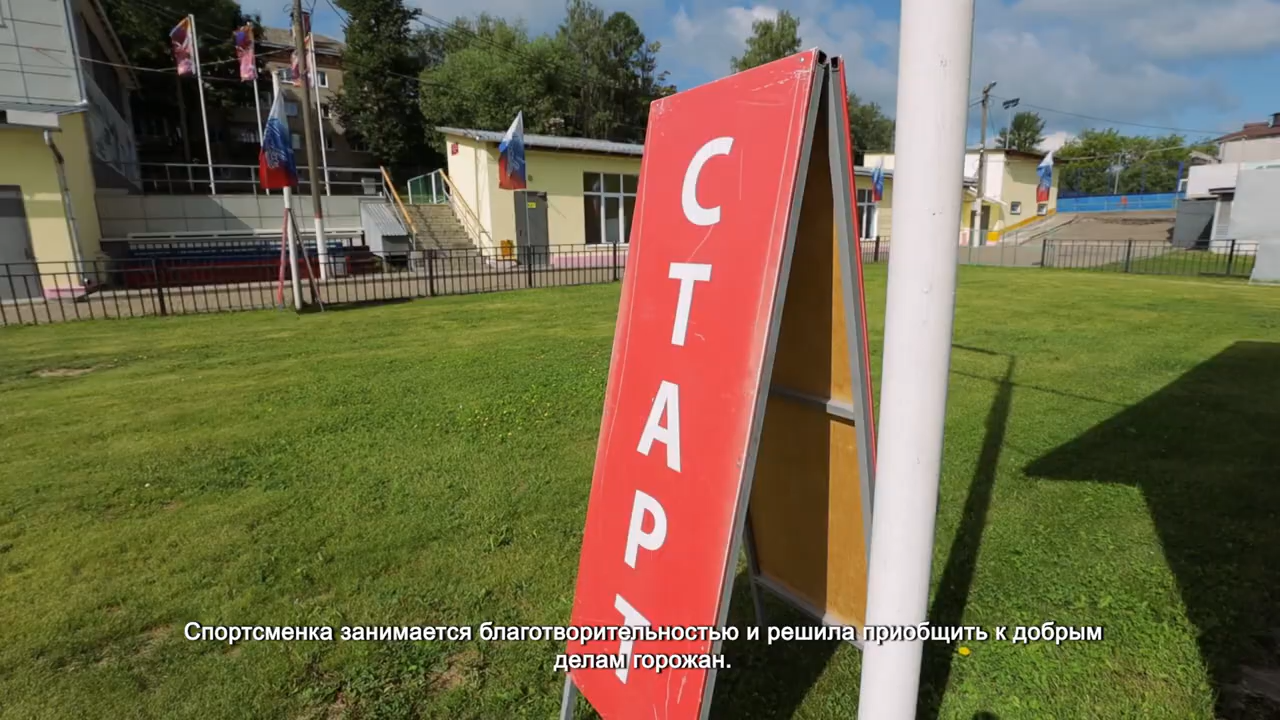 СТАРТ
Спортсменка занимается благотворительностью и решила приобщить к добрым
делам горожан.